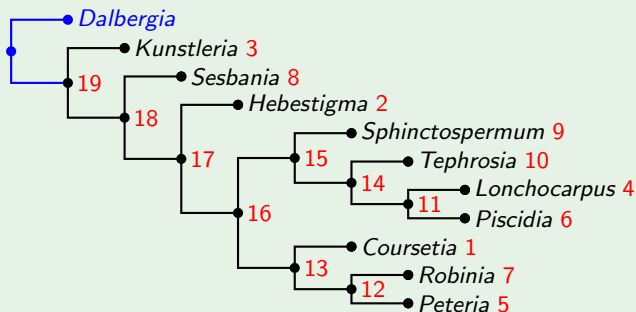 Dalbergia
Kunstleria 3
Sesbania 8
19
Hebestigma 2
18
Sphinctospermum 9
17
15
Tephrosia 10
14
Lonchocarpus 4
11
16
Piscidia 6
Coursetia 1
13
Robinia 7
12
Peteria 5